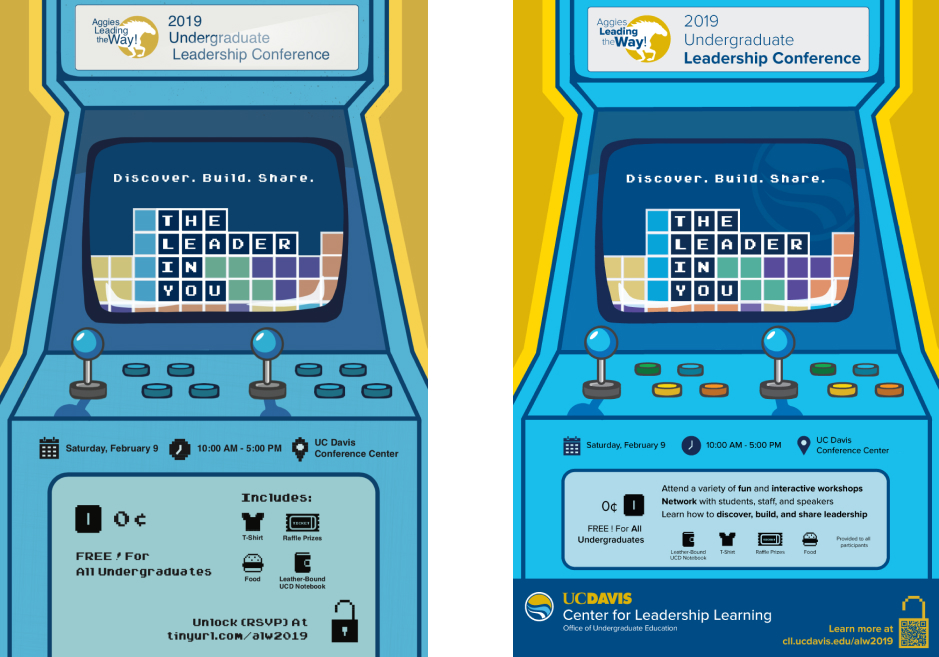 Aggies
Leading
the Way!
2019
Undergraduate
Leadership Conference
Discover. Build. Share.
THE
LEADER
IN
YOU
Saturday, February 9
10:00 AM - 5:00 PM
UC Davis
Conference Center
I 0¢
FREE! For
All Undergraduates
Includes:
T-Shirt
Raffle Prizes
Food
Leather-Bound
UCD Notebook
Unlock (RSVP) At
tinyurl.com/alw2019
Aggies
Leading
the Way!
2019
Undergraduate
Leadership Conference
Discover. Build. Share.
THE
LEADER
IN
YOU
Saturday, February 9
10:00 AM - 5:00 PM
UC Davis
Conference Center
0¢ I
FREE ! For All
Undergraduates
Attend a variety of fun and interactive workshops
Network with students, staff, and speakers
Learn how to discover, build, and share leadership
Leather-Bound
UCD Notebook
T-Shirt
Raffle Prizes
Food
Provided to all
participants
UCDAVIS
Center for Leadership Learning
Office of Undergraduate Education
Learn more at
cll.ucdavis.edu/alw2019